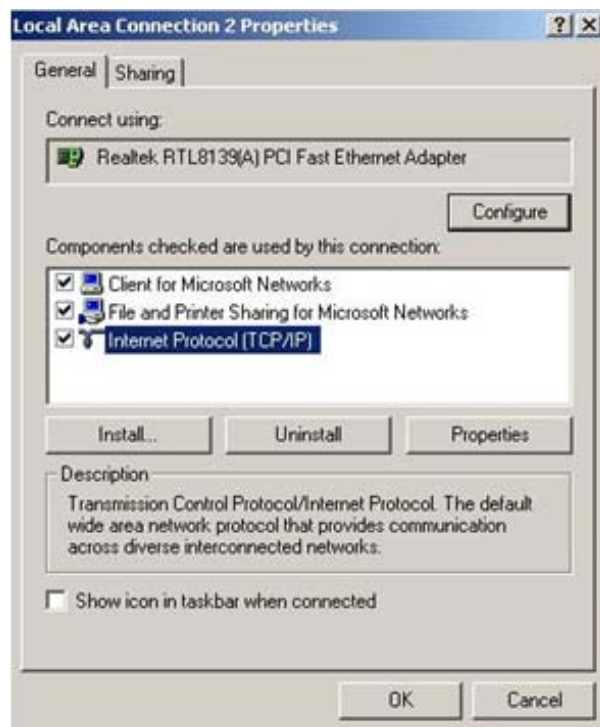 Local Area Connection 2 Properties
General
Sharing
Connect using:
Realtek RTL8139(A) PCI Fast Ethernet Adapter
Configure
Components checked are used by this connection:
Client for Microsoft Networks
File and Printer Sharing for Microsoft Networks
Internet Protocol (TCP/IP)
Install...
Uninstall
Properties
Description
Transmission Control Protocol/Internet Protocol. The default
wide area network protocol that provides communication
across diverse interconnected networks.
Show icon in taskbar when connected
OK
Cancel